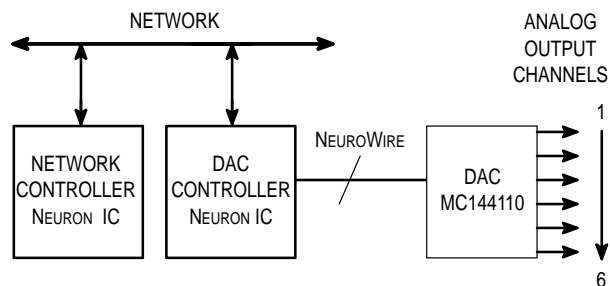 NETWORK
ANALOG
OUTPUT
CHANNELS
1
NETWORK
CONTROLLER
NEURON IC
DAC
CONTROLLER
NEURON IC
NEUROWIRE
DAC
MC144110
6